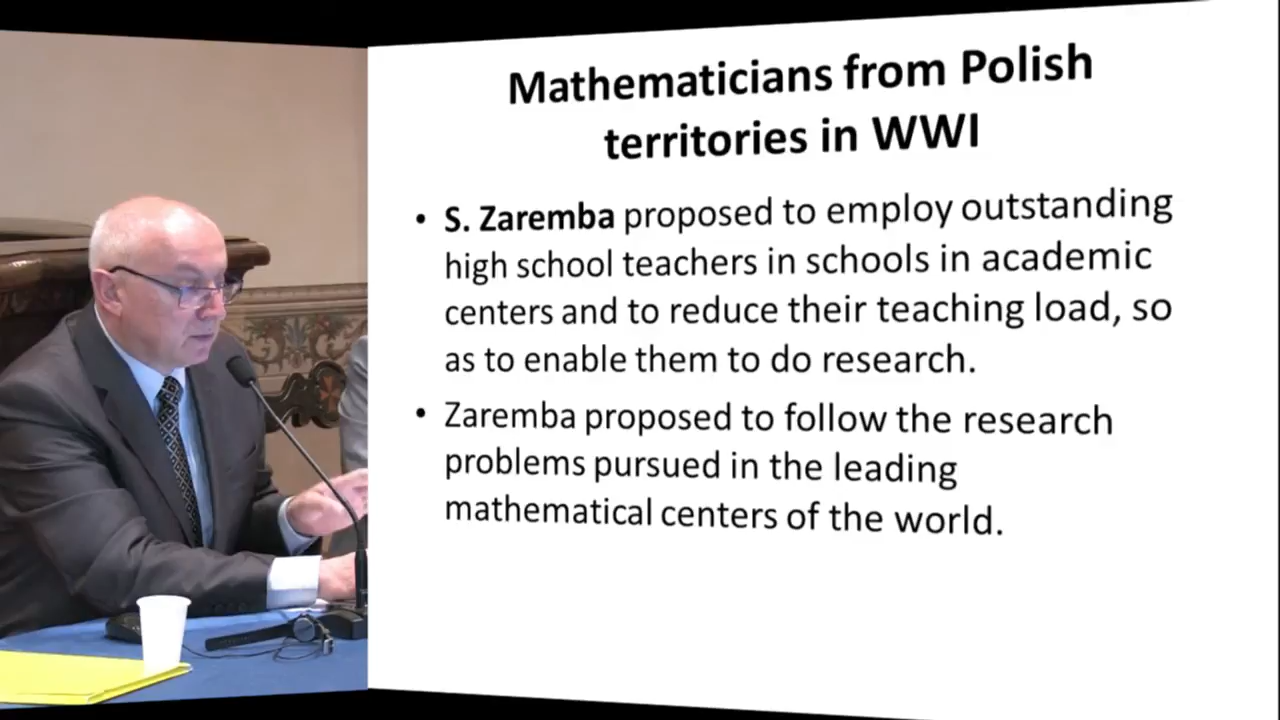 Mathematicians from Polish
territories in WWI
• S. Zaremba proposed to employ outstanding
high school teachers in schools in academic
centers and to reduce their teaching load, so
as to enable them to do research.
• Zaremba proposed to follow the research
problems pursued in the leading
mathematical centers of the world.